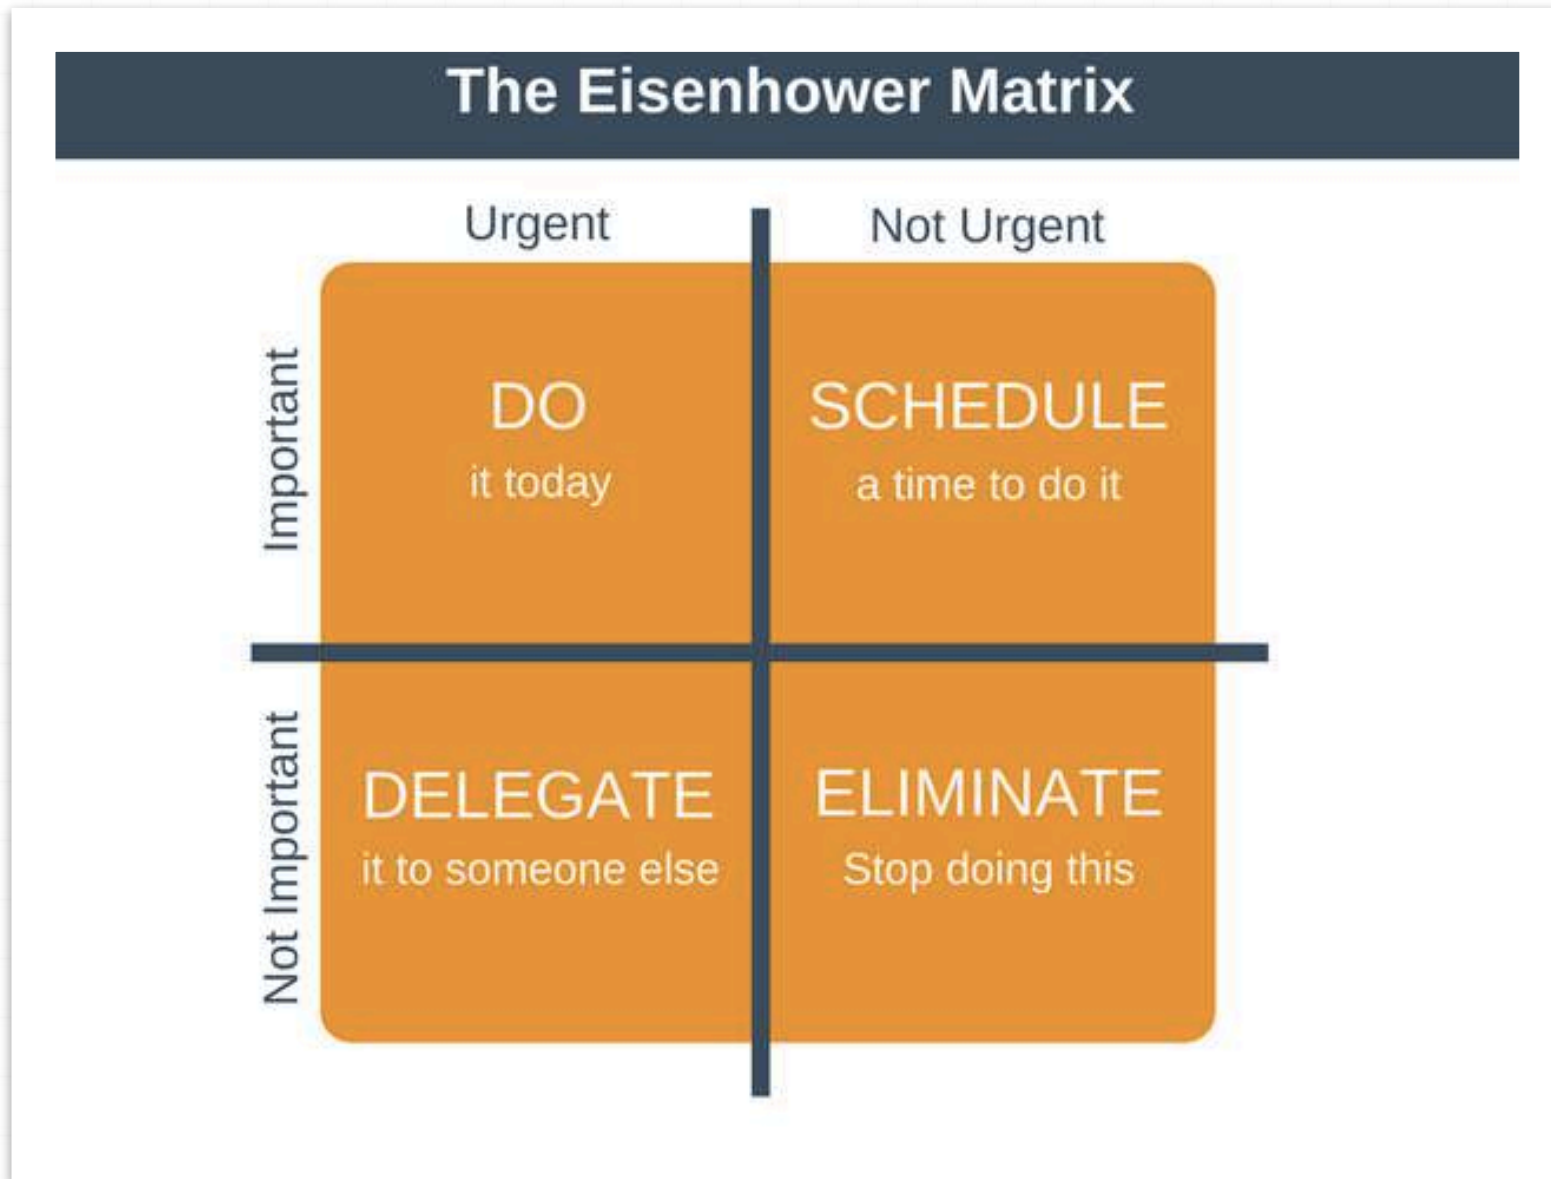 The Eisenhower Matrix
Urgent
Not Urgent
Important
DO
it today
SCHEDULE
a time to do it
Not Important
DELEGATE
it to someone else
ELIMINATE
Stop doing this